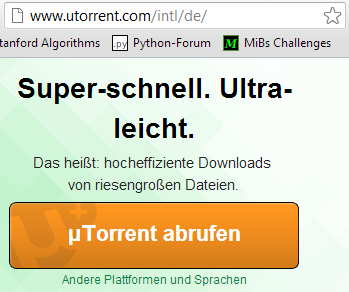 www.utorrent.com/intl/de/
tanford Algorithms .py Python-Forum M MiBs Challenges
Super-schnell. Ultra-
leicht.
Das heißt: hocheffiziente Downloads
von riesengroßen Dateien.
µTorrent abrufen
Andere Plattformen und Sprachen